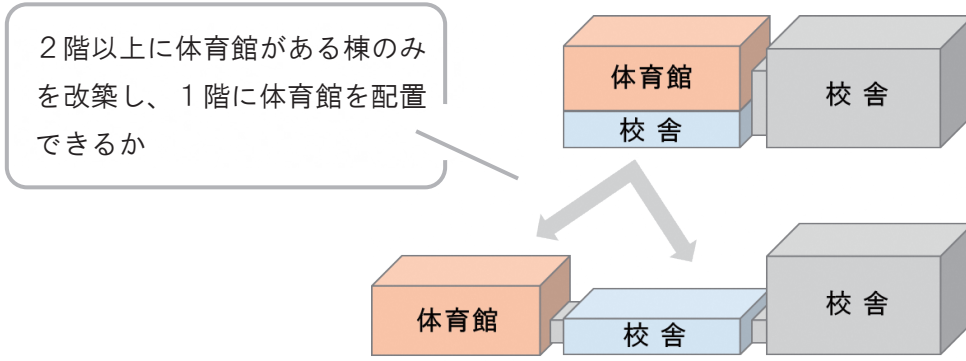 ２階以上に体育館がある棟のみ
を改築し、１階に体育館を配置
できるか
体育館
校 舎
校 舎
体育館
校 舎
校 舎